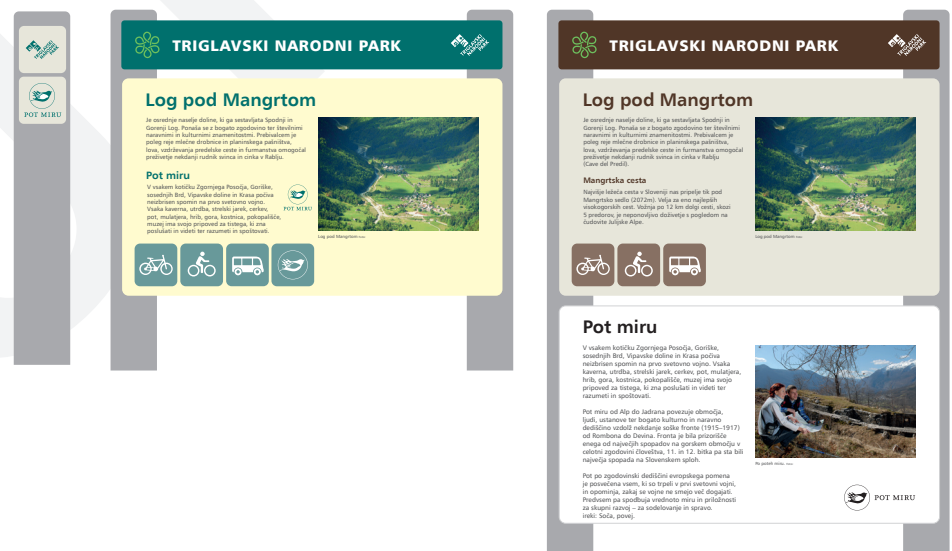 TRIGLAVSKI
NARODNI
PARK
POT MIRU
TRIGLAVSKI NARODNI PARK
TRIGLAVSKI
NARODNI
PARK
Log pod Mangrtom
Je osrednje naselje doline, ki ga sestavljata Spodnji in
Gorenji Log. Ponaša se z bogato zgodovino ter številnimi
naravnimi in kulturnimi znamenitostmi. Prebivalcem je
poleg reje mlečne drobnice in planinskega pašništva,
lova, vzdrževanja predelske ceste in furmanstva omogočal
preživetje nekdanji rudnik svinca in cinka v Rablju.
Pot miru
V vsakem kotičku Zgornjega Posočja, Goriške,
sosednjih Brd, Vipavske doline in Krasa počiva
neizbrisen spomin na prvo svetovno vojno.
Vsaka kaverna, utrdba, strelski jarek, cerkev,
pot, mulatjera, hrib, gora, kostnica, pokopališče,
muzej ima svojo pripoved za tistega, ki zna
poslušati in videti ter razumeti in spoštovati.
POT MIRU
Log pod Mangrtom
TRIGLAVSKI NARODNI PARK
TRIGLAVSKI
NARODNI
PARK
Log pod Mangrtom
Je osrednje naselje doline, ki ga sestavljata Spodnji in
Gorenji Log. Ponaša se z bogato zgodovino ter številnimi
naravnimi in kulturnimi znamenitostmi. Prebivalcem je
poleg reje mlečne drobnice in planinskega pašništva,
lova, vzdrževanja predelske ceste in furmanstva omogočal
preživetje nekdanji rudnik svinca in cinka v Rablju
(Cave del Predil).
Mangrtska cesta
Najvišje ležeča cesta v Sloveniji nas pripelje tik pod
Mangrtsko sedlo (2072m). Velja za eno najlepših
visokogorskih cest. Vožnja po 12 km dolgi cesti, skozi
5 predorov, je neponovljivo doživetje s pogledom na
čudovite Julijske Alpe.
Log pod Mangrtom
Pot miru
V vsakem kotičku Zgornjega Posočja, Goriške,
sosednjih Brd, Vipavske doline in Krasa počiva
neizbrisen spomin na prvo svetovno vojno. Vsaka
kaverna, utrdba, strelski jarek, cerkev, pot, mulatjera,
hrib, gora, kostnica, pokopališče, muzej ima svojo
pripoved za tistega, ki zna poslušati in videti ter
razumeti in spoštovati.
Pot miru od Alp do Jadrana povezuje območja,
ljudi, ustanove ter bogato kulturno in naravno
dediščino vzdolž nekdanje soške fronte (1915–1917)
od Rombona do Devina. Fronta je bila prizorišče
enega od največjih spopadov na gorskem območju v
celotni zgodovini človeštva, 11. in 12. bitka pa sta bili
največja spopada na Slovenskem sploh.
Pot po zgodovinski dediščini evropskega pomena
je posvečena vsem, ki so trpeli v prvi svetovni vojni,
in opominja, zakaj se vojne ne smejo več dogajati.
Predvsem pa spodbuja vrednoto miru in priložnosti
za skupni razvoj – za sodelovanje in spravo.
ireki: Soča, povej.
Po poteh miru.
POT MIRU